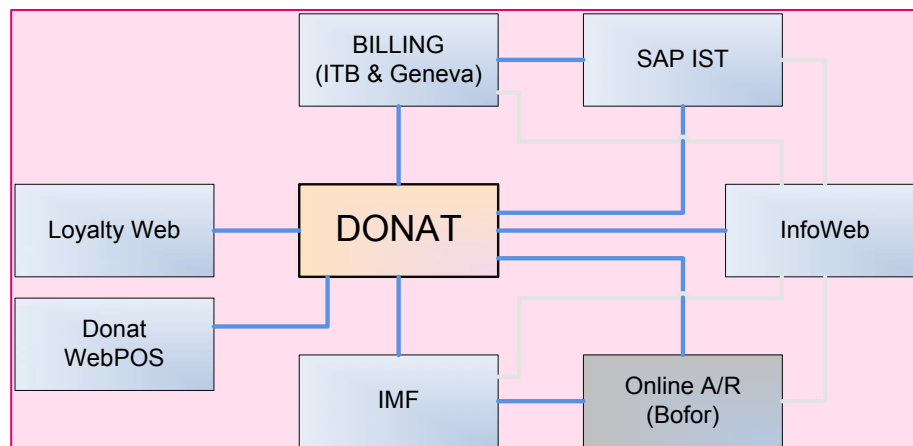 BILLING
(ITB & Geneva)
SAP IST
Loyalty Web
DONAT
InfoWeb
Donat
WebPOS
IMF
Online A/R
(Bofor)